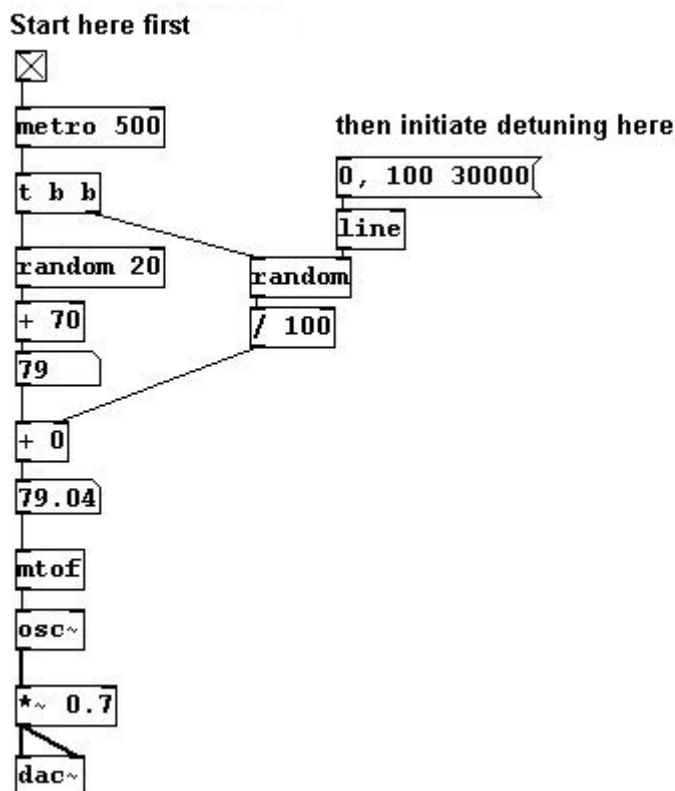 Start here first
metro 500
then initiate detuning here
t b b
0, 100 30000
line
random 20
random
+ 70
/ 100
79
+ 0
79.04
mtof
osc~
*~ 0.7
dac~